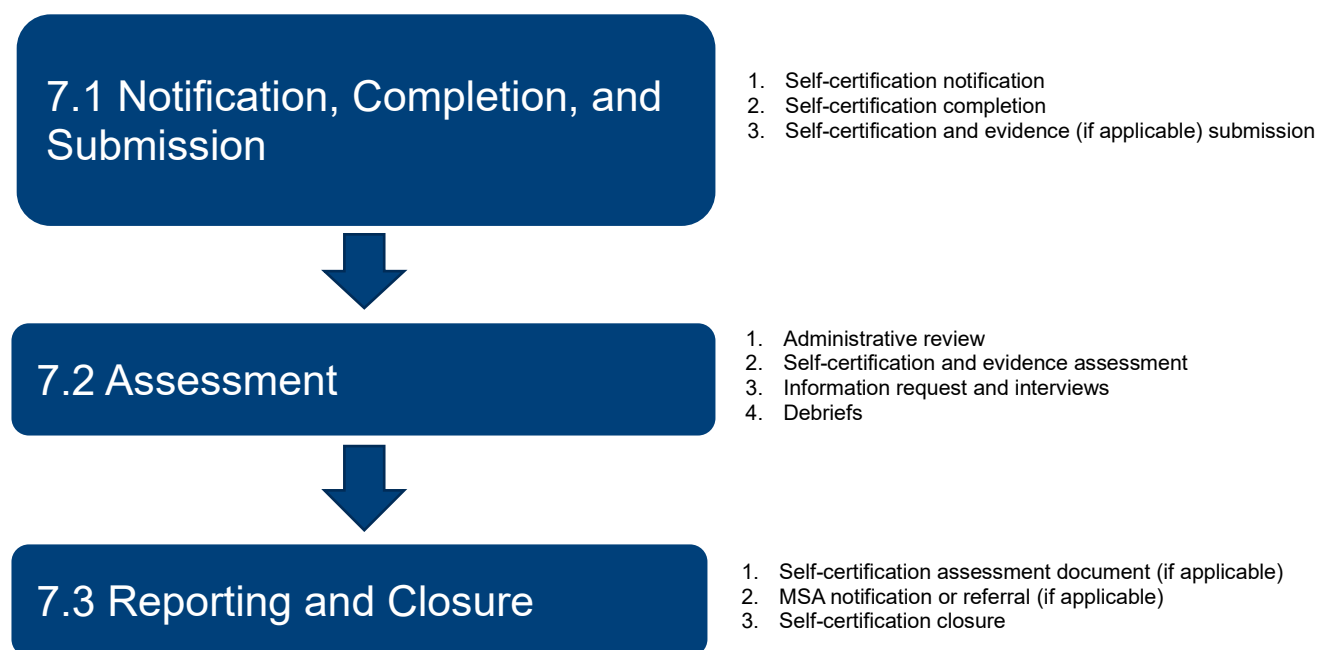 7.1 Notification, Completion, and
Submission
1. Self-certification notification
2. Self-certification completion
3. Self-certification and evidence (if applicable) submission
7.2 Assessment
1. Administrative review
2. Self-certification and evidence assessment
3. Information request and interviews
4. Debriefs
7.3 Reporting and Closure
1. Self-certification assessment document (if applicable)
2. MSA notification or referral (if applicable)
3. Self-certification closure